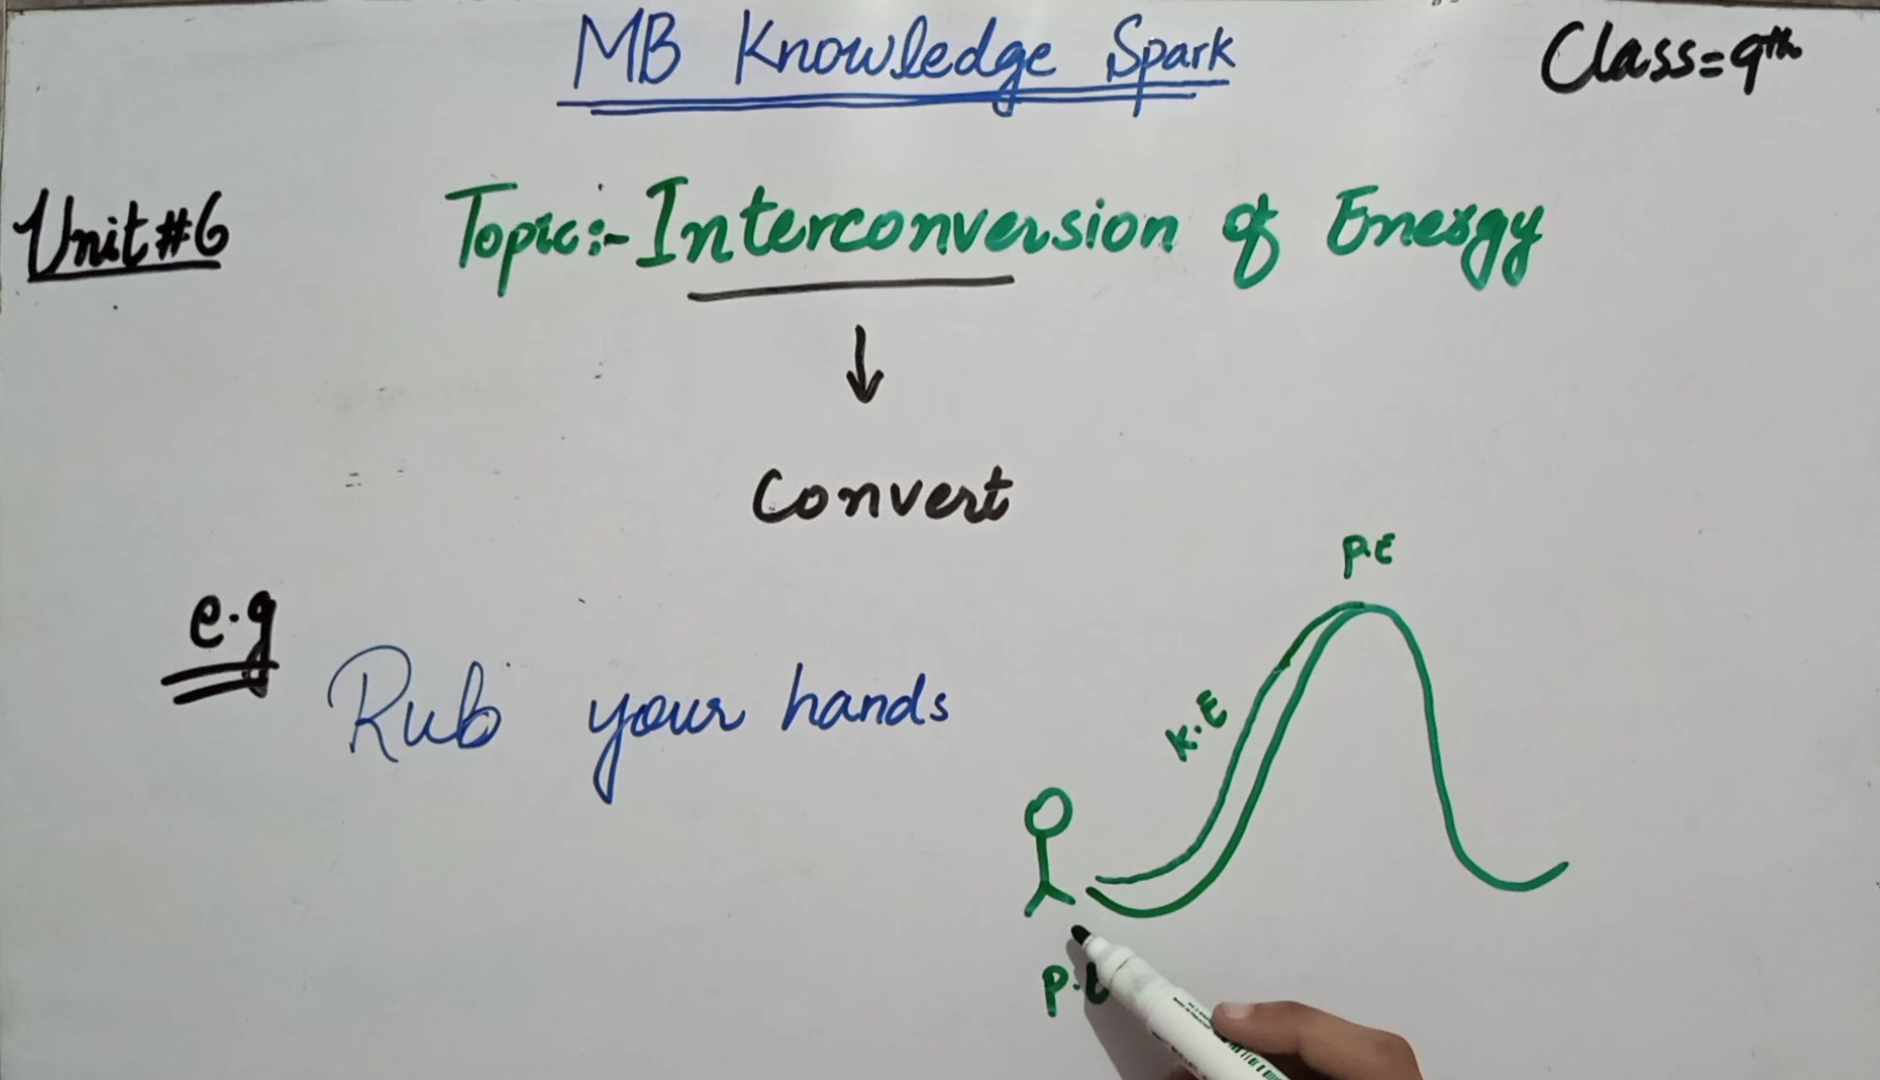 MB Knowledge Spark
Class=9th
Unit#6
Topic:-Interconversion of Energy
Convert
P.E
e.g
Rub your hands
K.E
P.E